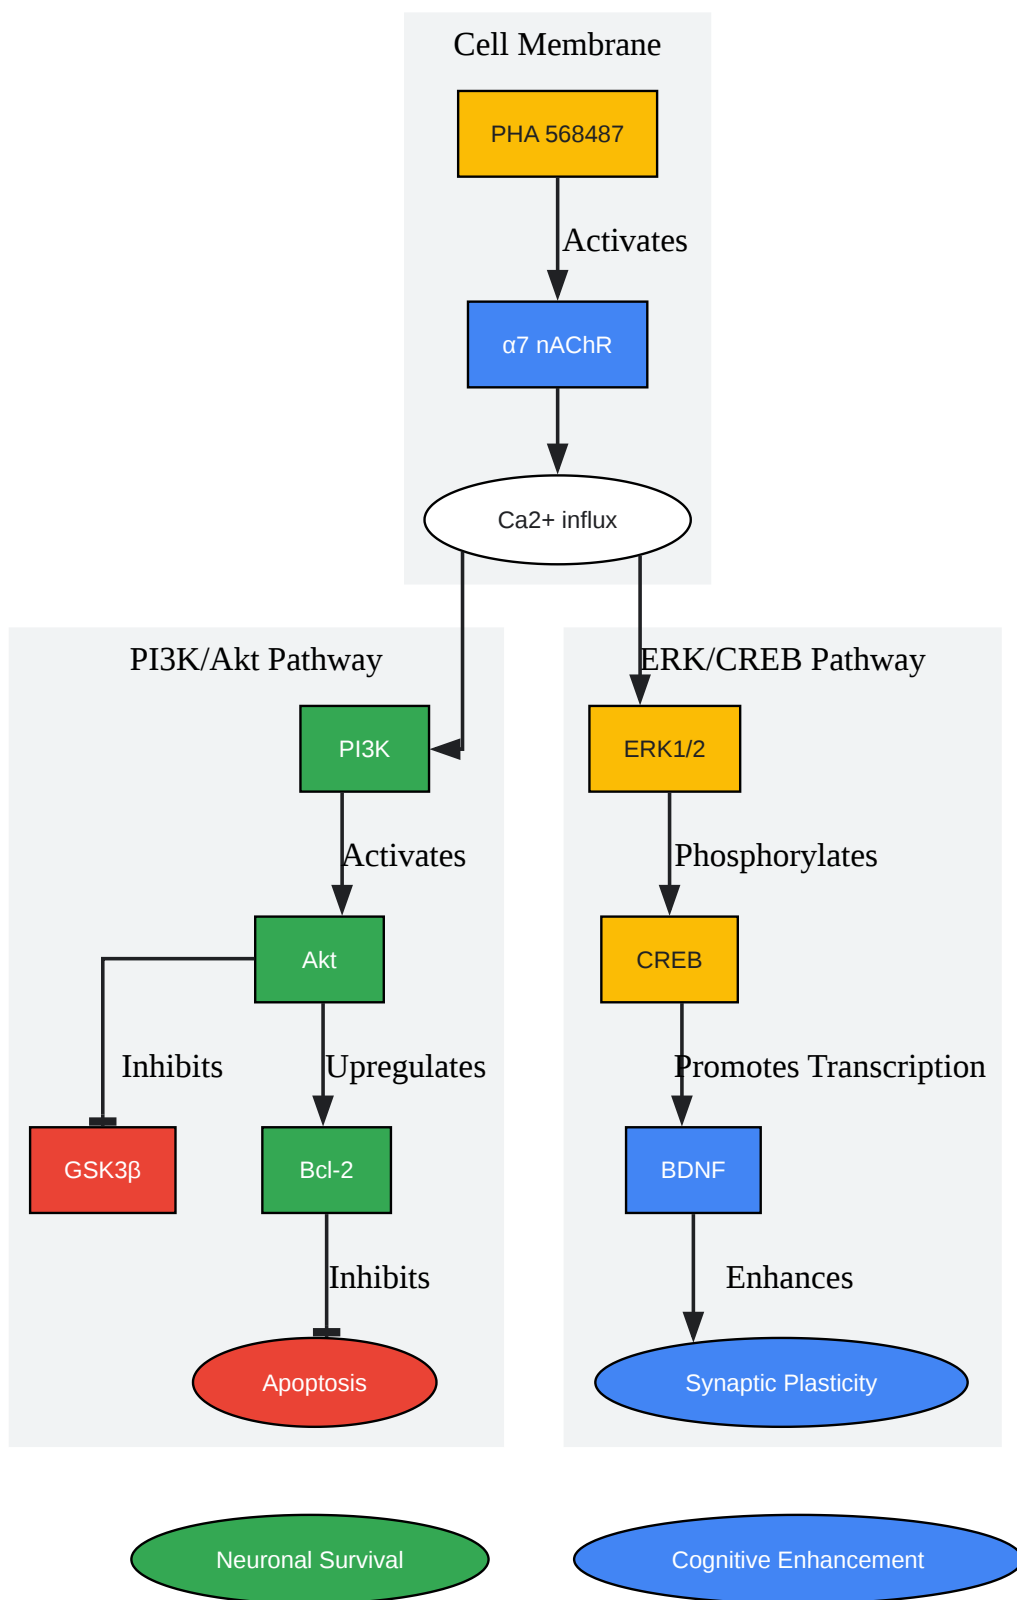 Cell Membrane
PHA 568487
Activates
α7 nAChR
Ca2+ influx
PI3K/Akt Pathway
ERK/CREB Pathway
PI3K
ERK1/2
Activates
Phosphorylates
Akt
CREB
Inhibits
Upregulates
Promotes Transcription
GSK3β
Bcl-2
BDNF
Inhibits
Enhances
Apoptosis
Synaptic Plasticity
Neuronal Survival
Cognitive Enhancement